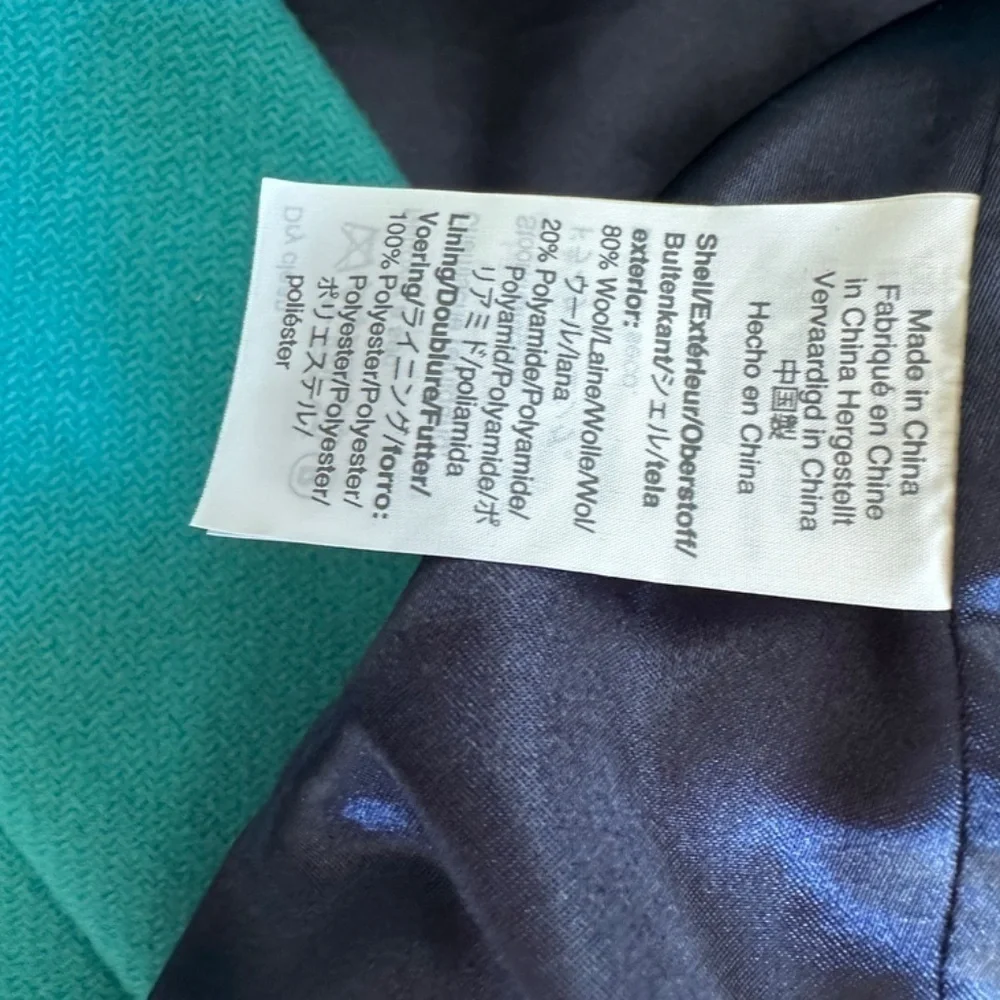 Made in China
Fabriqué en Chine
in China Hergestellt
Vervaardigd in China
中国製
Hecho en China
Shell/Extérieur/Oberstoff/
Buitenkant/シェル/tela
exterior:
80% Wool/Laine/Wolle/Wol/
ウール/lana
20% Polyamide/Polyamide/
Polyamid/Polyamide/ポ
リアミド/poliamida
Lining/Doublure/Futter/
Voering/ライニング/forro:
100% Polyester/Polyester/
Polyester/Polyester/
ポリエステル/
poliéster